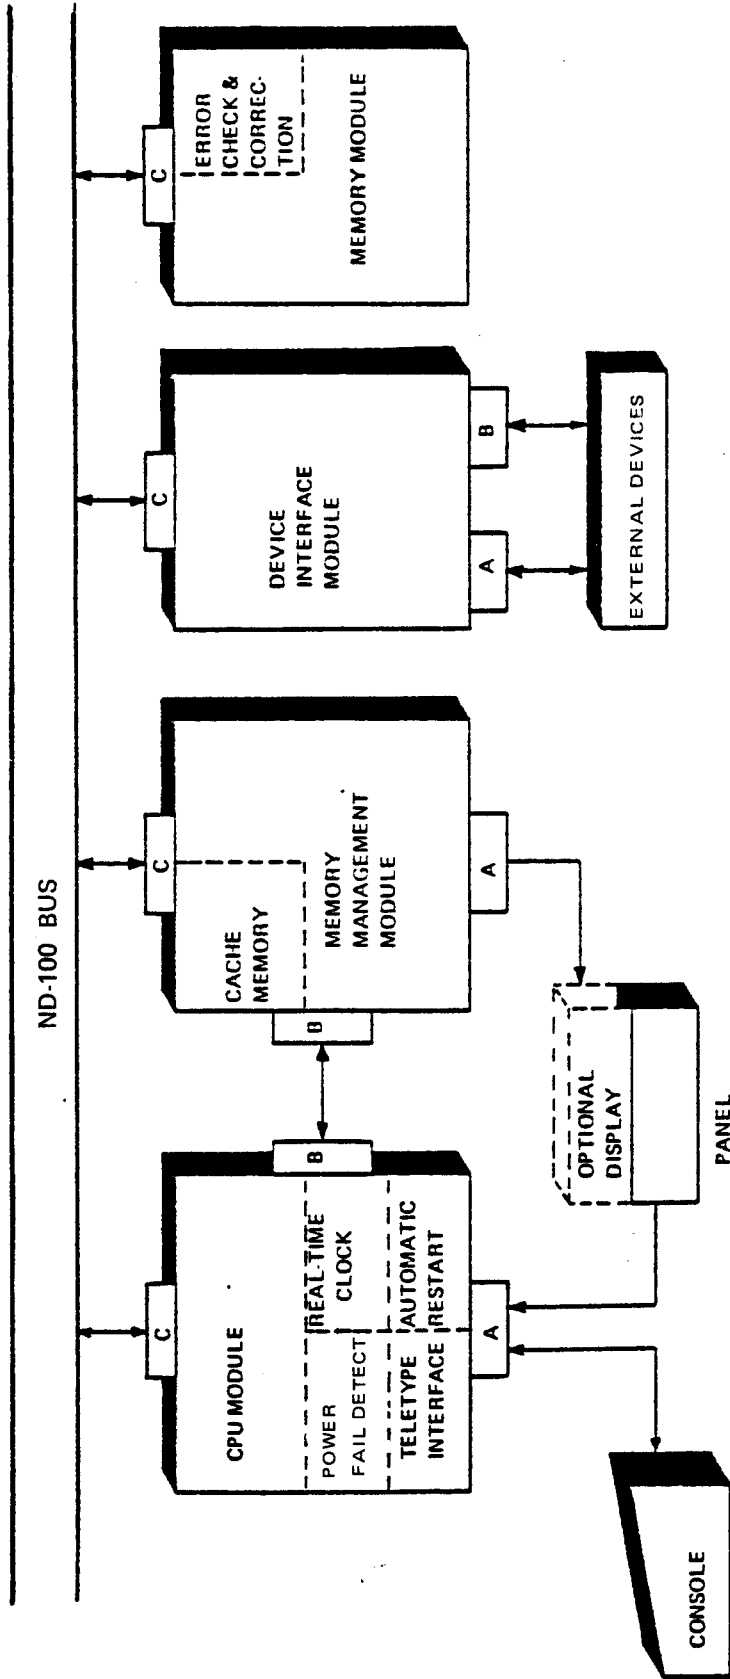 ND-100 BUS
C
CPU MODULE
POWER
FAIL DETECT
REAL-TIME
CLOCK
TELETYPE
INTERFACE
AUTOMATIC
RESTART
A
B
CONSOLE
OPTIONAL
DISPLAY
PANEL
C
CACHE
MEMORY
MEMORY
MANAGEMENT
MODULE
B
A
C
DEVICE
INTERFACE
MODULE
A
B
EXTERNAL DEVICES
C
ERROR
CHECK &
CORREC-
TION
MEMORY MODULE